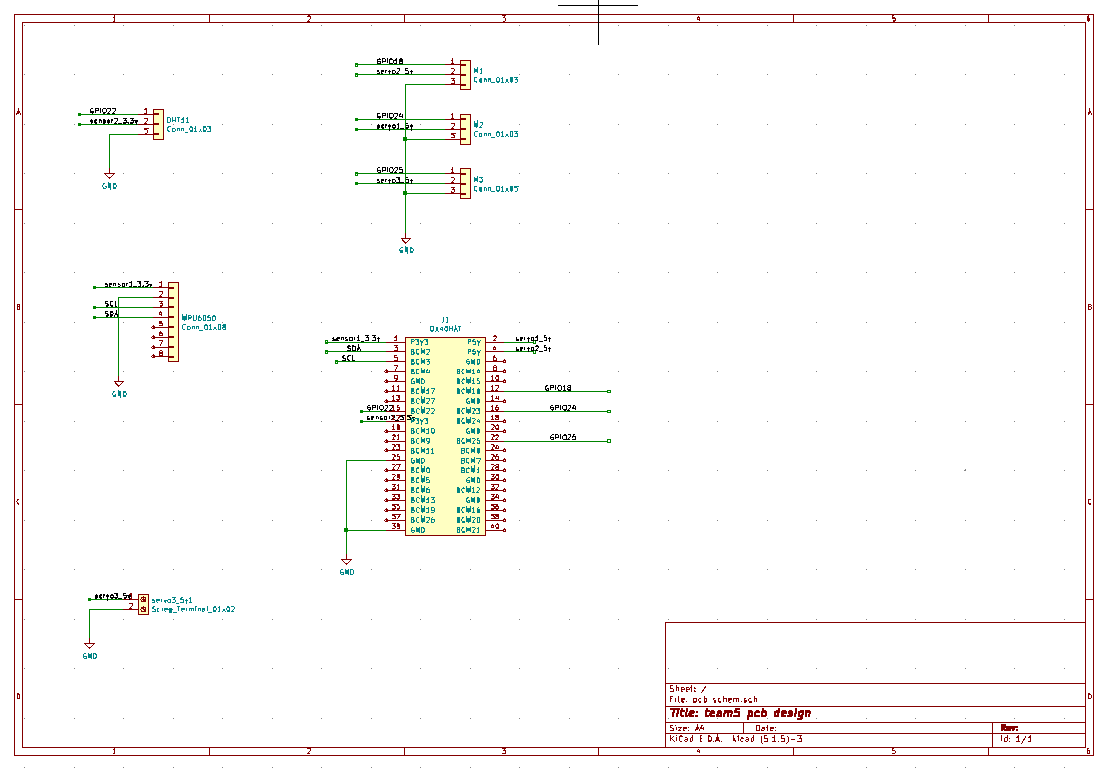 1 2 3 4 5 6
GPIO18 1 M1
servo2_5v 2 Conn_01x03
3
A A
GPIO22 1 DHT11
sensor2_3.3v 2 Conn_01x03
3
GND
GPIO24 1 M2
servo1_5v 2 Conn_01x03
3
GPIO25 1 M3
servo3_5v 2 Conn_01x03
3
GND
B B
sensor1_3.3v 1
2
SCL 3 MPU6050
SDA 4 Conn_01x08
5
6
7
8
GND
J1
0X40HAT
sensor1_3.3v 1 P3V3 P5V 2 servo1_5v
SDA 3 BCM2 P5V 4 servo2_5v
SCL 5 BCM3 GND 6
7 BCM4 BCM14 8
9 GND BCM15 10
11 BCM17 BCM18 12 GPIO18
13 BCM27 GND 14
GPIO22 15 BCM22 BCM23 16 GPIO24
sensor2_3.3v P3V3 BCM24 18
19 BCM10 GND 20
21 BCM9 BCM25 22 GPIO25
23 BCM11 BCM8 24
25 GND BCM7 26
27 BCM0 BCM1 28
29 BCM5 GND 30
31 BCM6 BCM12 32
33 BCM13 GND 34
35 BCM19 BCM16 36
37 BCM26 BCM20 38
39 GND BCM21 40
GND
C C
servo3_5v servo3_5v1
2 Screw_Terminal_01x02
GND
D D
Sheet: /
File: pcb schem.sch
Title: team5 pcb design
Size: A4 Date: Rev:
KiCad E.D.A. kicad (5.1.5)-3 Id: 1/1
1 2 3 4 5 6